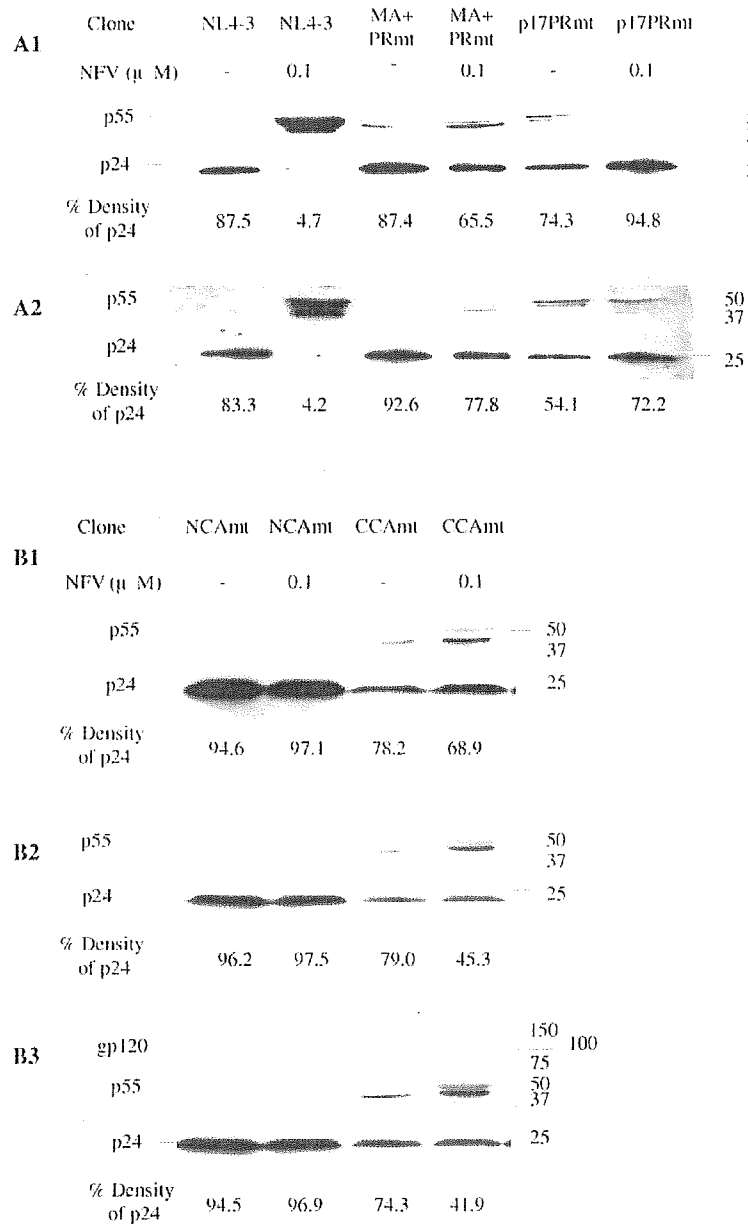 A1
Clone NL4-3 NL4-3 MA+ PRmt MA+ PRmt p17PRmt p17PRmt
NFV (μ M) - 0.1 - 0.1 - 0.1
p55
p24
% Density of p24 87.5 4.7 87.4 65.5 74.3 94.8
A2
p55 50
37
p24 25
% Density of p24 83.3 4.2 92.6 77.8 54.1 72.2
B1
Clone NCAmt NCAmt CCAmt CCAmt
NFV (μ M) - 0.1 - 0.1
p55 50
37
p24 25
% Density of p24 94.6 97.1 78.2 68.9
B2
p55 50
37
p24 25
% Density of p24 96.2 97.5 79.0 45.3
B3
gp120 150 100
75
p55 50
37
p24 25
% Density of p24 94.5 96.9 74.3 41.9